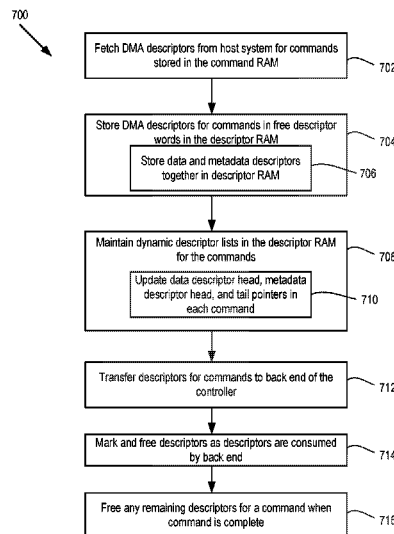 700
Fetch DMA descriptors from host system for commands
stored in the command RAM
702
Store DMA descriptors for commands in free descriptor
words in the descriptor RAM
704
Store data and metadata descriptors
together in descriptor RAM
706
Maintain dynamic descriptor lists in the descriptor RAM
for the commands
708
Update data descriptor head, metadata
descriptor head, and tail pointers in
each command
710
Transfer descriptors for commands to back end of the
controller
712
Mark and free descriptors as descriptors are consumed
by back end
714
Free any remaining descriptors for a command when
command is complete
716